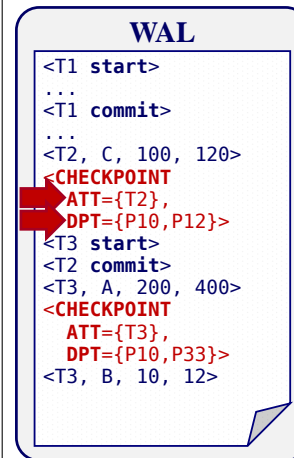 WAL
<T1 start>
...
<T1 commit>
...
<T2, C, 100, 120>
<CHECKPOINT
ATT={T2},
DPT={P10,P12}>
<T3 start>
<T2 commit>
<T3, A, 200, 400>
<CHECKPOINT
ATT={T3},
DPT={P10,P33}>
<T3, B, 10, 12>